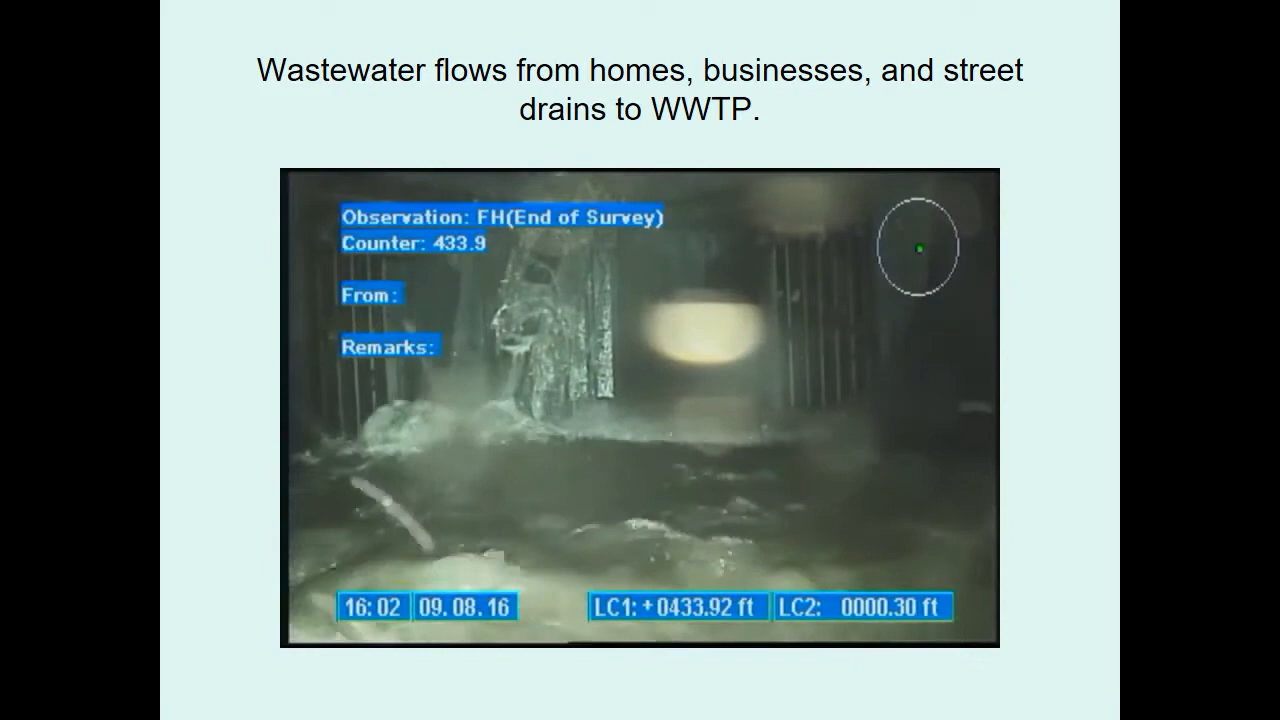 Wastewater flows from homes, businesses, and street
drains to WWTP.
Observation: FH(End of Survey)
Counter: 433.9
From:
Remarks:
16:02 09.08.16 LC1: +0433.92 ft LC2: 0000.30 ft